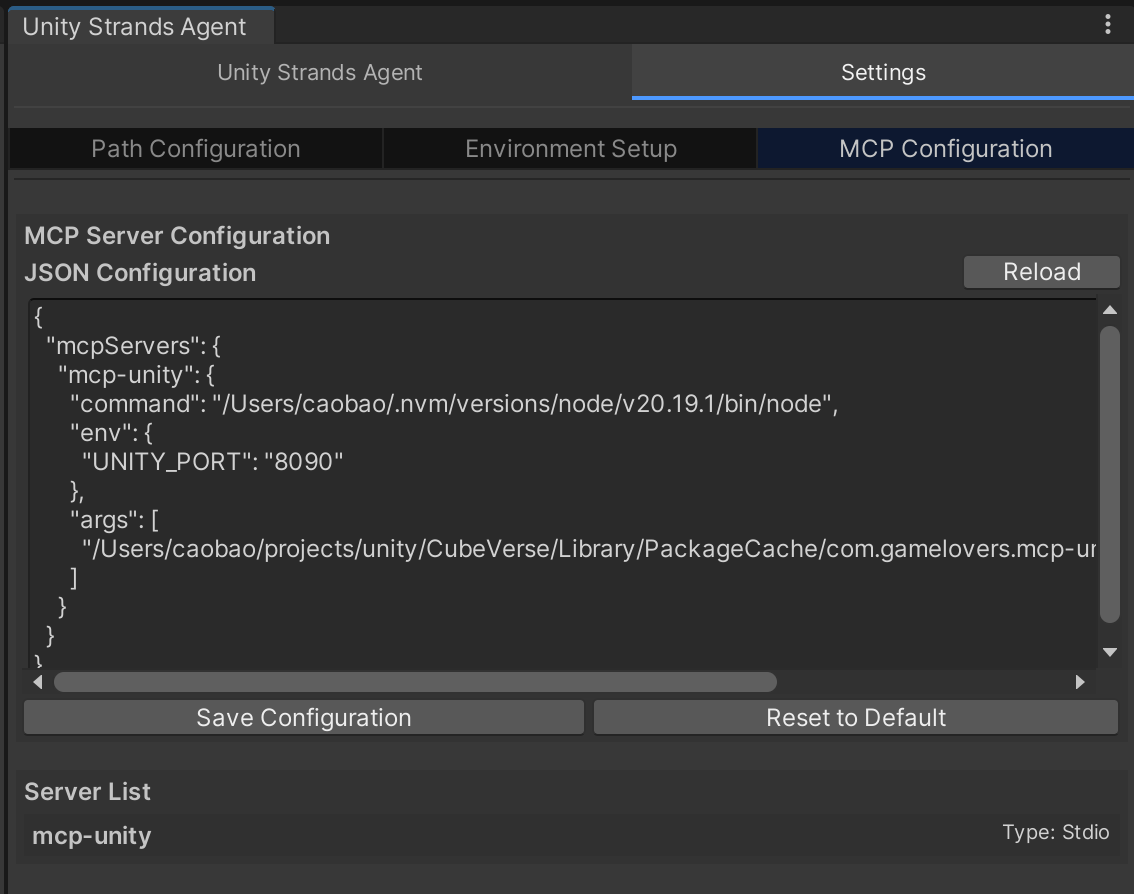 Unity Strands Agent
Unity Strands Agent
Settings
Path Configuration
Environment Setup
MCP Configuration
MCP Server Configuration
JSON Configuration
Reload
{
"mcpServers": {
"mcp-unity": {
"command": "/Users/caobao/.nvm/versions/node/v20.19.1/bin/node",
"env": {
"UNITY_PORT": "8090"
},
"args": [
"/Users/caobao/projects/unity/CubeVerse/Library/PackageCache/com.gamelovers.mcp-un
]
}
}
}
Save Configuration
Reset to Default
Server List
mcp-unity
Type: Stdio